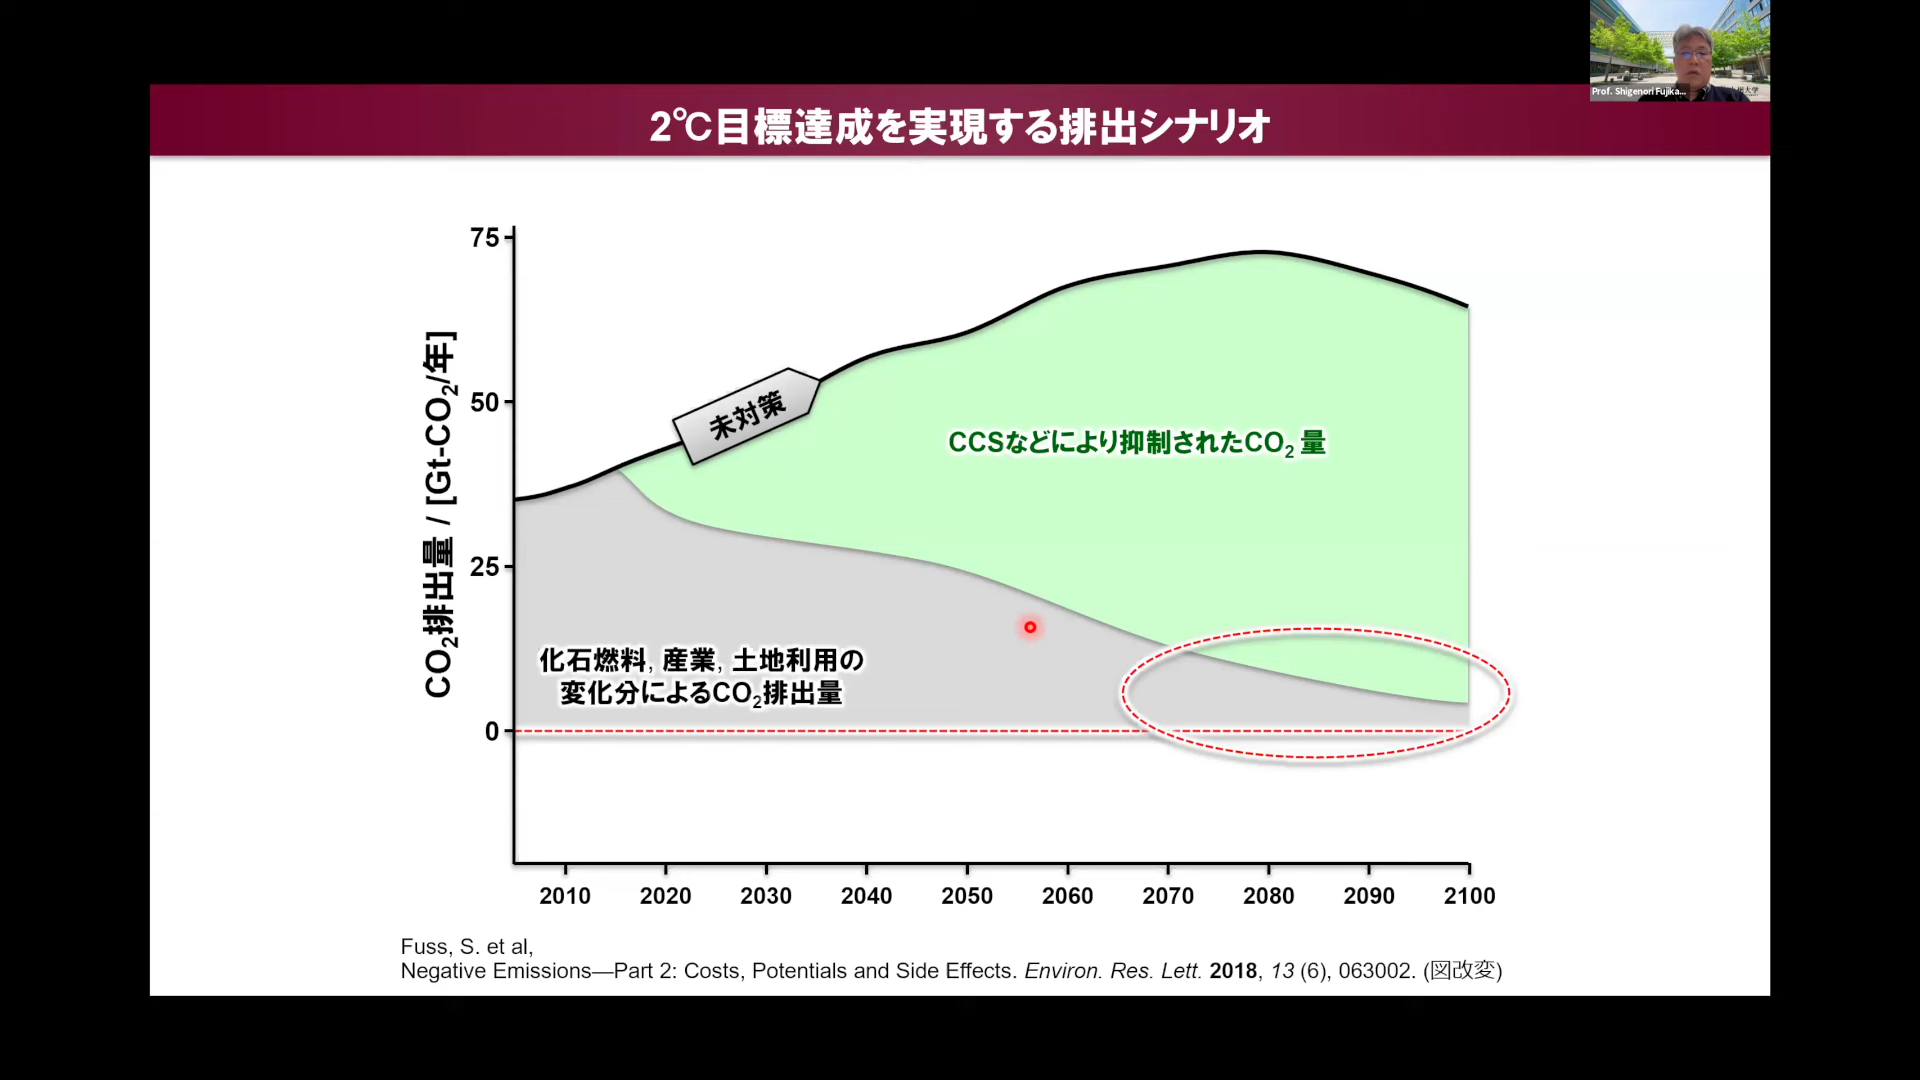 Prof. Shigenori Fujika...
2℃目標達成を実現する排出シナリオ
CO2排出量 / [Gt-CO2/年]
75
50
25
0
未対策
CCSなどにより抑制されたCO2 量
化石燃料, 産業, 土地利用の
変化分によるCO2排出量
2010 2020 2030 2040 2050 2060 2070 2080 2090 2100
Fuss, S. et al,
Negative Emissions—Part 2: Costs, Potentials and Side Effects. Environ. Res. Lett. 2018, 13 (6), 063002. (図改変)